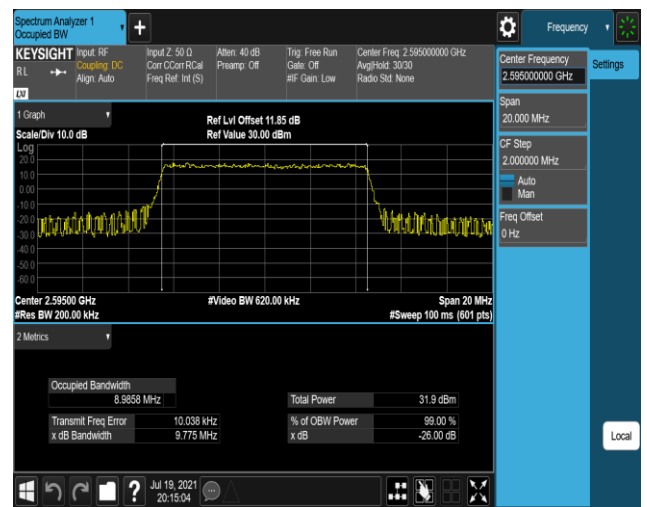 Spectrum Analyzer 1
Occupied BW
+
Frequency
KEYSIGHT
RL
LXI
Input: RF
Coupling: DC
Align: Auto
Input Z: 50 Ω
Corr CCorr RCal
Freq Ref: Int (S)
Atten: 40 dB
Preamp: Off
Trig: Free Run
Gate: Off
#IF Gain: Low
Center Freq: 2.595000000 GHz
Avg|Hold: 30/30
Radio Std: None
Center Frequency
2.595000000 GHz
Settings
Span
20.000 MHz
CF Step
2.000000 MHz
Auto
Man
Freq Offset
0 Hz
1 Graph
Scale/Div 10.0 dB
Ref Lvl Offset 11.85 dB
Ref Value 30.00 dBm
Log
20.0
10.0
0.00
-10.0
-20.0
-30.0
-40.0
-50.0
-60.0
Center 2.59500 GHz
#Video BW 620.00 kHz
Span 20 MHz
#Res BW 200.00 kHz
#Sweep 100 ms (601 pts)
2 Metrics
Occupied Bandwidth
8.9858 MHz
Total Power 31.9 dBm
Transmit Freq Error 10.038 kHz
% of OBW Power 99.00 %
x dB Bandwidth 9.775 MHz
x dB -26.00 dB
Local
?
Jul 19, 2021
20:15:04